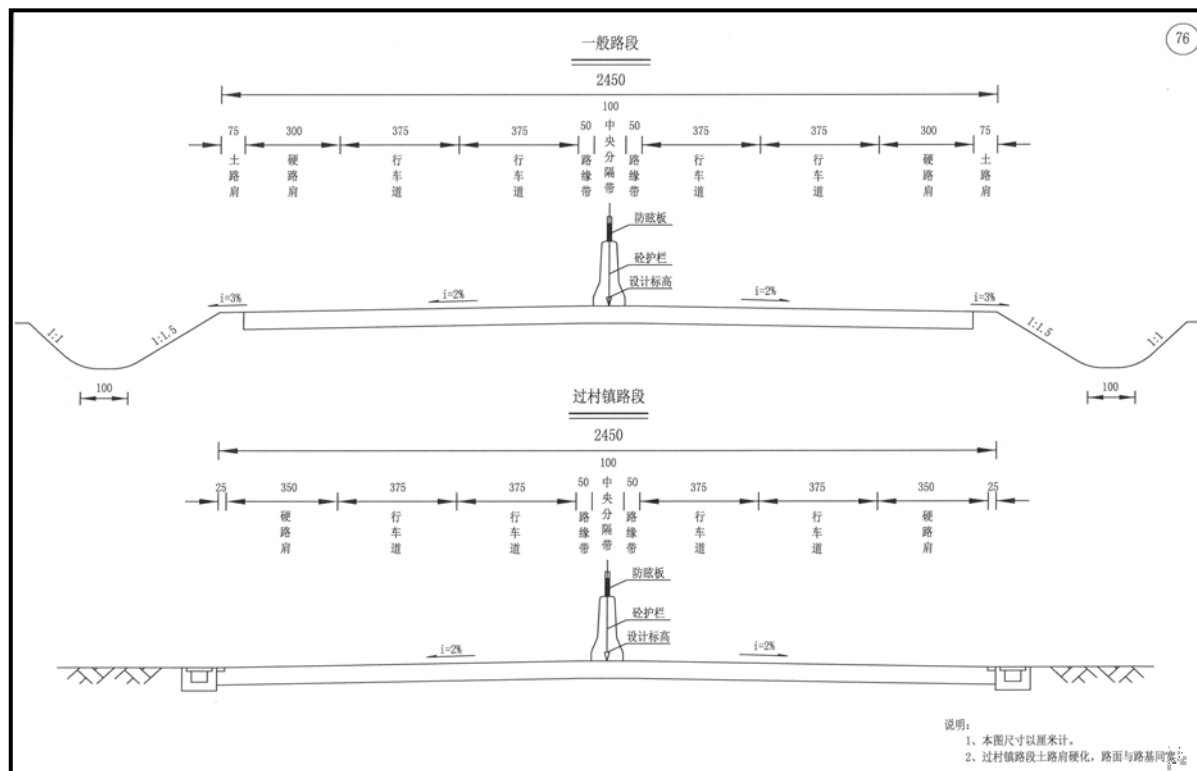 76
一般路段
2450
100
75 300 375 375 50 50 375 375 300 75
土路肩 硬路肩 行车道 行车道 路缘带 中央分隔带 路缘带 行车道 行车道 硬路肩 土路肩
防眩板
砼护栏
设计标高
i=3% i=2% i=2% i=3%
1:1 1:1.5 1:1.5 1:1
100 100
过村镇路段
2450
100
25 350 375 375 50 50 375 375 350 25
硬路肩 行车道 行车道 路缘带 中央分隔带 路缘带 行车道 行车道 硬路肩
防眩板
砼护栏
设计标高
i=2% i=2%
说明:
1、本图尺寸以厘米计。
2、过村镇路段土路肩硬化，路面与路基同宽